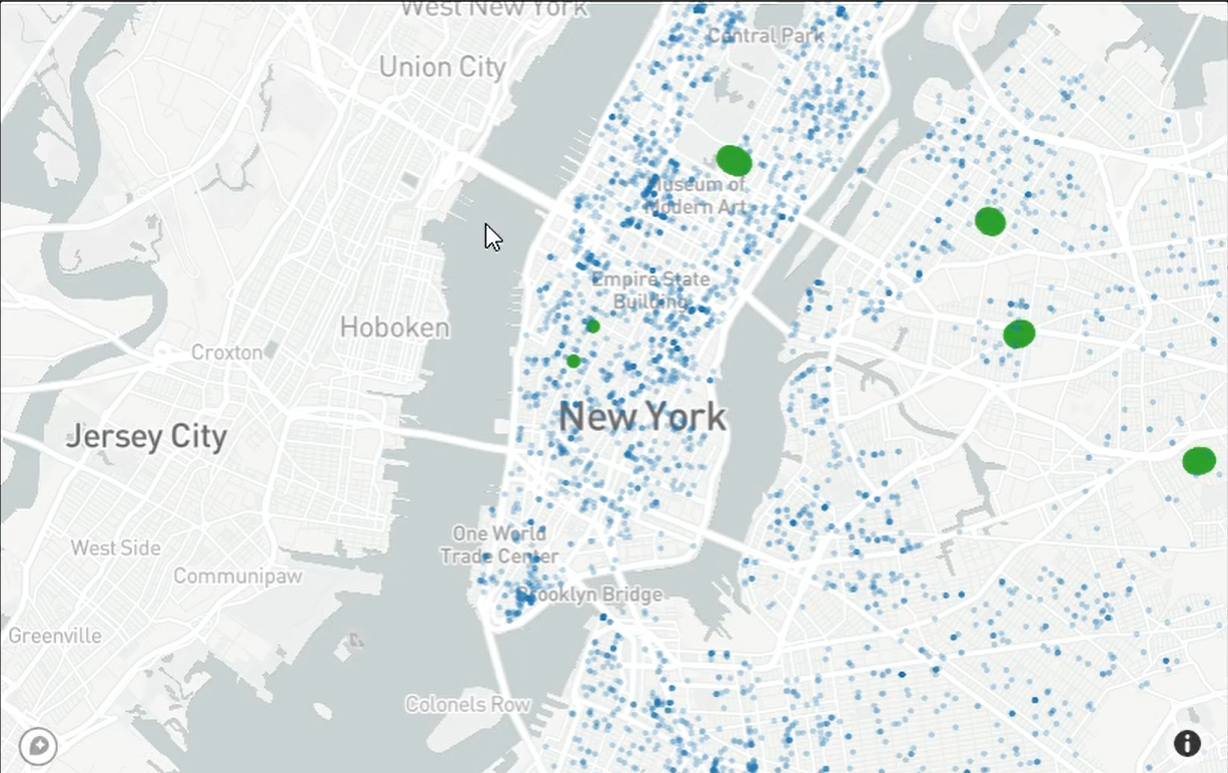 West New York
Central Park
Union City
Museum of
Modern Art
Empire State
Building
Hoboken
Croxton
New York
Jersey City
One World
Trade Center
West Side
Communipaw
Brooklyn Bridge
Greenville
Colonels Row
i